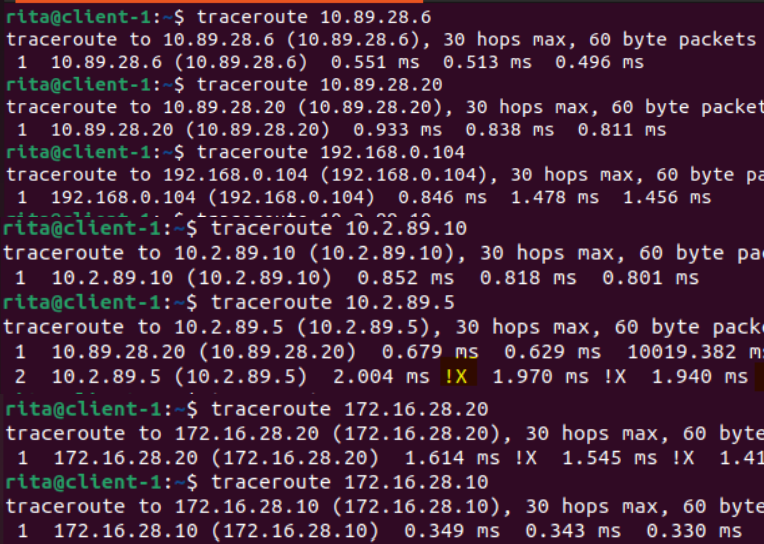 rita@client-1:~$ traceroute 10.89.28.6
traceroute to 10.89.28.6 (10.89.28.6), 30 hops max, 60 byte packets
1 10.89.28.6 (10.89.28.6) 0.551 ms 0.513 ms 0.496 ms
rita@client-1:~$ traceroute 10.89.28.20
traceroute to 10.89.28.20 (10.89.28.20), 30 hops max, 60 byte packet
1 10.89.28.20 (10.89.28.20) 0.933 ms 0.838 ms 0.811 ms
rita@client-1:~$ traceroute 192.168.0.104
traceroute to 192.168.0.104 (192.168.0.104), 30 hops max, 60 byte pa
1 192.168.0.104 (192.168.0.104) 0.846 ms 1.478 ms 1.456 ms
rita@client-1:~$ traceroute 10.2.89.10
traceroute to 10.2.89.10 (10.2.89.10), 30 hops max, 60 byte pac
1 10.2.89.10 (10.2.89.10) 0.852 ms 0.818 ms 0.801 ms
rita@client-1:~$ traceroute 10.2.89.5
traceroute to 10.2.89.5 (10.2.89.5), 30 hops max, 60 byte pack
1 10.89.28.20 (10.89.28.20) 0.679 ms 0.629 ms 10019.382 m
2 10.2.89.5 (10.2.89.5) 2.004 ms !X 1.970 ms !X 1.940 ms
rita@client-1:~$ traceroute 172.16.28.20
traceroute to 172.16.28.20 (172.16.28.20), 30 hops max, 60 byte
1 172.16.28.20 (172.16.28.20) 1.614 ms !X 1.545 ms !X 1.41
rita@client-1:~$ traceroute 172.16.28.10
traceroute to 172.16.28.10 (172.16.28.10), 30 hops max, 60 byte
1 172.16.28.10 (172.16.28.10) 0.349 ms 0.343 ms 0.330 ms